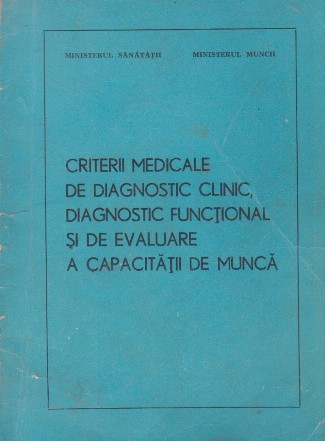 MINISTERUL SĂNĂTĂȚII MINISTERUL MUNCII
CRITERII MEDICALE
DE DIAGNOSTIC CLINIC,
DIAGNOSTIC FUNCȚIONAL
ȘI DE EVALUARE
A CAPACITĂȚII DE MUNCĂ